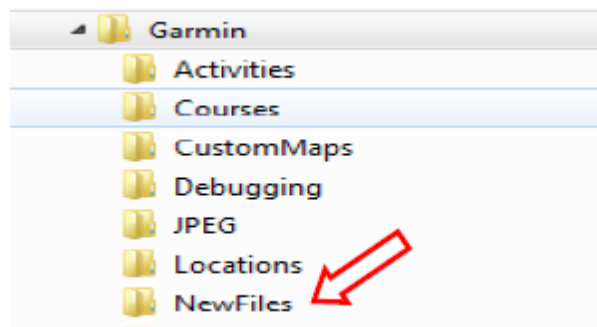 Garmin
Activities
Courses
CustomMaps
Debugging
JPEG
Locations
NewFiles